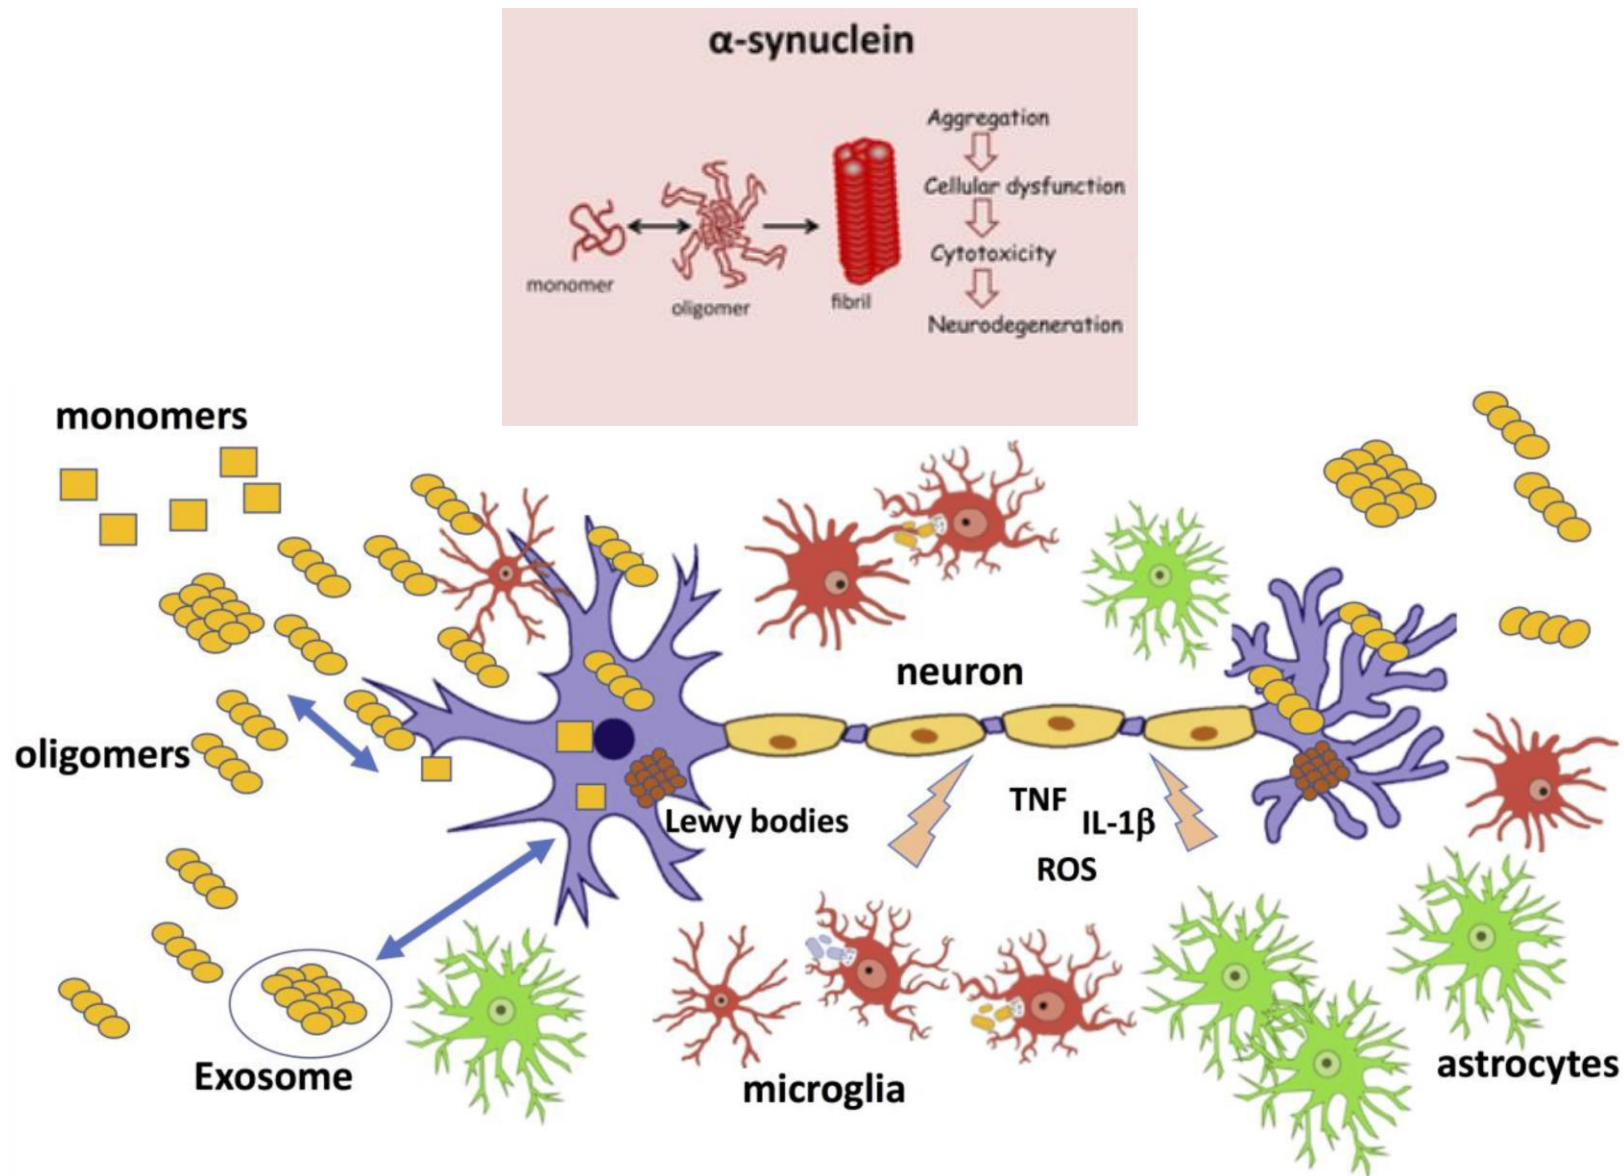 α-synuclein
Aggregation
Cellular dysfunction
Cytotoxicity
Neurodegeneration
monomer
oligomer
fibril
monomers
neuron
oligomers
Lewy bodies
TNF
IL-1β
ROS
Exosome
microglia
astrocytes